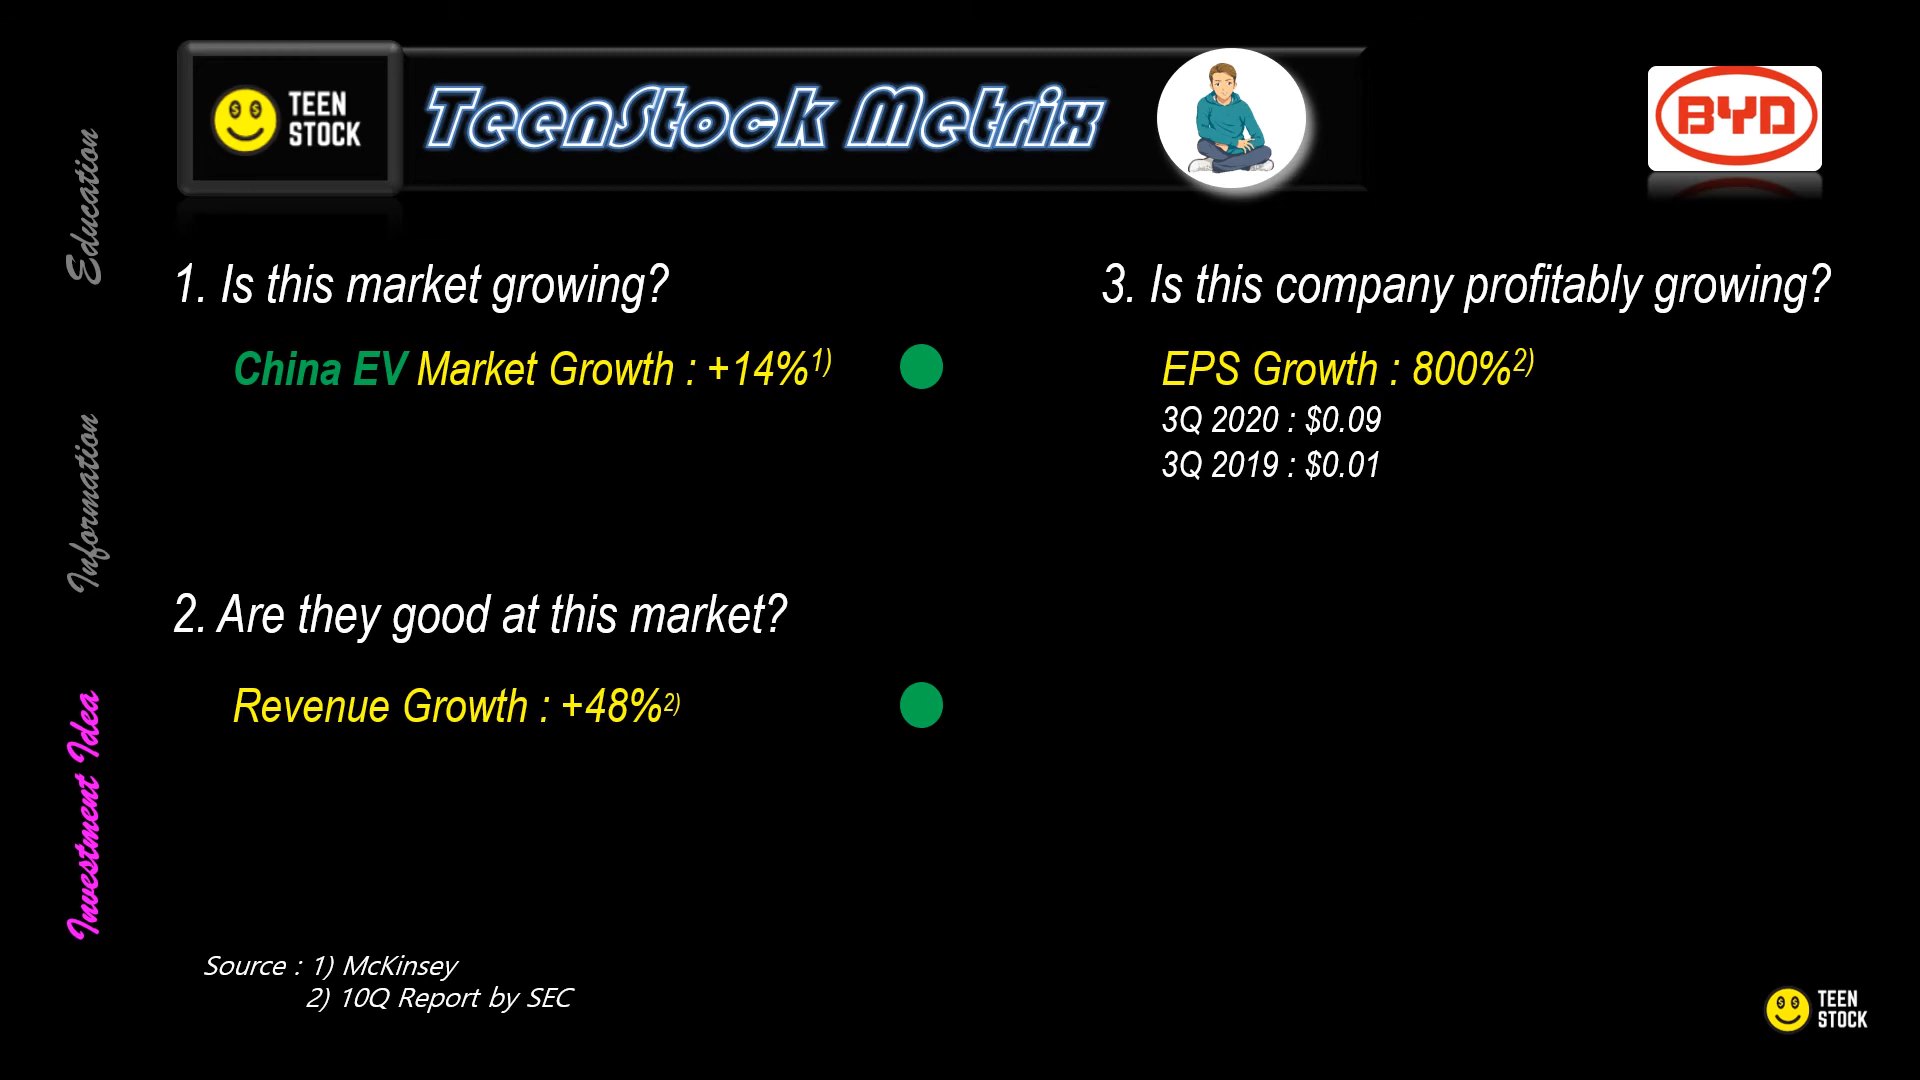 TEEN
STOCK
TeenStock Metrix
BYD
Education
Information
Investment Idea
1. Is this market growing?
China EV Market Growth : +14%1)
2. Are they good at this market?
Revenue Growth : +48%2)
3. Is this company profitably growing?
EPS Growth : 800%2)
3Q 2020 : $0.09
3Q 2019 : $0.01
Source : 1) McKinsey
2) 10Q Report by SEC
TEEN
STOCK